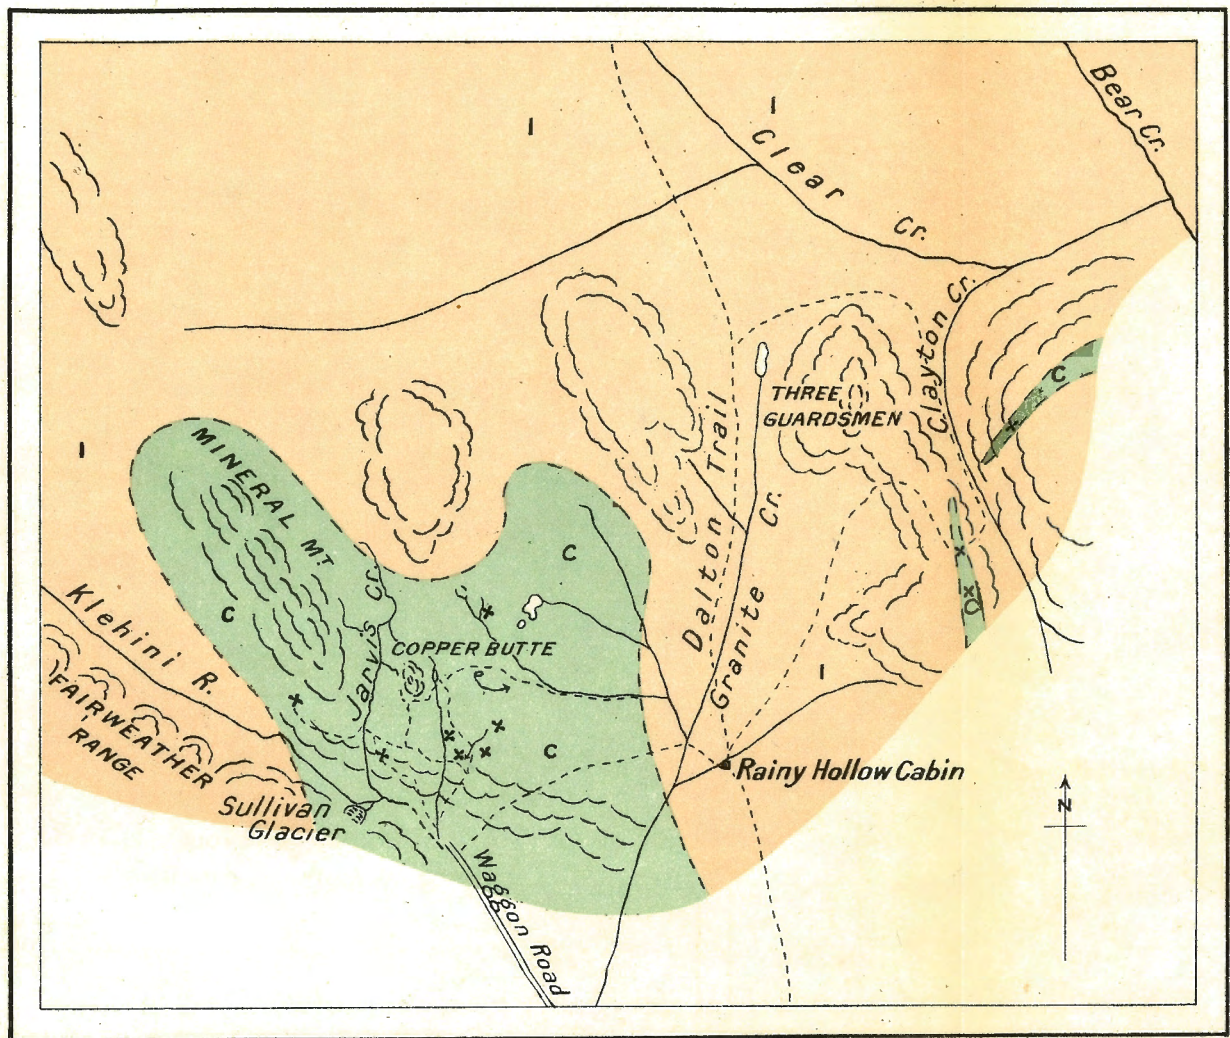 I
I
Bear Cr.
Clear Cr.
Clayton Cr.
C
THREE
GUARDSMEN
I
MINERAL MT
Dalton Trail
C
Granite Cr.
Klehini R.
C
Jarvis Cr.
COPPER BUTTE
C
I
FAIRWEATHER
RANGE
C
Rainy Hollow Cabin
Sullivan
Glacier
N
Waggon Road